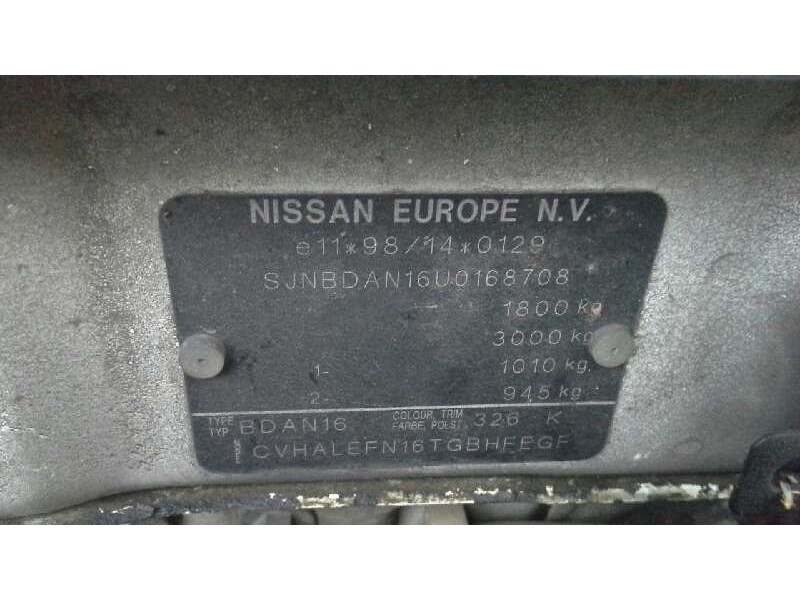 NISSAN EUROPE N.V.
e11*98/14*0129
SJNBDAN16U0168708
1800 kg
3000 kg
1- 1010 kg
2- 945 kg
TYPE TYP BDAN16 COLOUR, TRIM FARBE, POLST. 326 K
CVHALEFN16TGBHFEGF